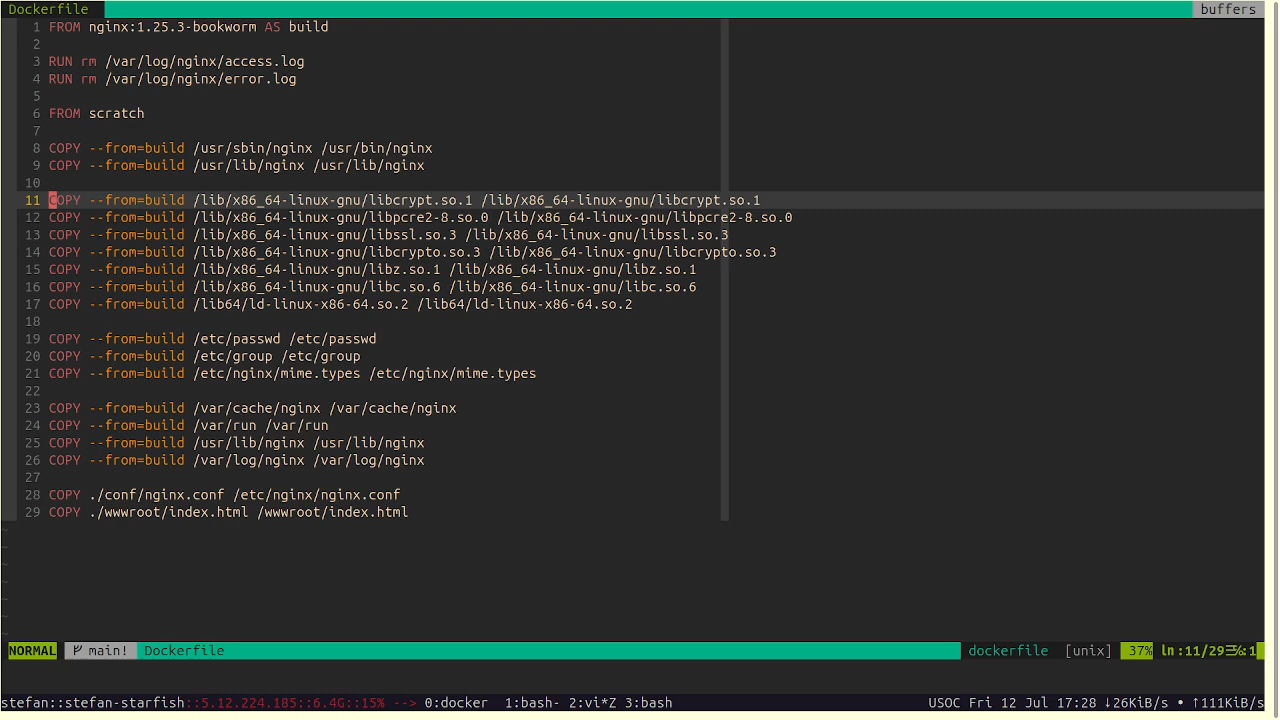 Dockerfile buffers
1 FROM nginx:1.25.3-bookworm AS build
2
3 RUN rm /var/log/nginx/access.log
4 RUN rm /var/log/nginx/error.log
5
6 FROM scratch
7
8 COPY --from=build /usr/sbin/nginx /usr/bin/nginx
9 COPY --from=build /usr/lib/nginx /usr/lib/nginx
10
11 COPY --from=build /lib/x86_64-linux-gnu/libcrypt.so.1 /lib/x86_64-linux-gnu/libcrypt.so.1
12 COPY --from=build /lib/x86_64-linux-gnu/libpcre2-8.so.0 /lib/x86_64-linux-gnu/libpcre2-8.so.0
13 COPY --from=build /lib/x86_64-linux-gnu/libssl.so.3 /lib/x86_64-linux-gnu/libssl.so.3
14 COPY --from=build /lib/x86_64-linux-gnu/libcrypto.so.3 /lib/x86_64-linux-gnu/libcrypto.so.3
15 COPY --from=build /lib/x86_64-linux-gnu/libz.so.1 /lib/x86_64-linux-gnu/libz.so.1
16 COPY --from=build /lib/x86_64-linux-gnu/libc.so.6 /lib/x86_64-linux-gnu/libc.so.6
17 COPY --from=build /lib64/ld-linux-x86-64.so.2 /lib64/ld-linux-x86-64.so.2
18
19 COPY --from=build /etc/passwd /etc/passwd
20 COPY --from=build /etc/group /etc/group
21 COPY --from=build /etc/nginx/mime.types /etc/nginx/mime.types
22
23 COPY --from=build /var/cache/nginx /var/cache/nginx
24 COPY --from=build /var/run /var/run
25 COPY --from=build /usr/lib/nginx /usr/lib/nginx
26 COPY --from=build /var/log/nginx /var/log/nginx
27
28 COPY ./conf/nginx.conf /etc/nginx/nginx.conf
29 COPY ./wwwroot/index.html /wwwroot/index.html
~
~
~
~
~
~
~
NORMAL main! Dockerfile dockerfile [unix] 37% ln:11/29
stefan::stefan-starfish::5.12.224.185::6.4G::15% --> 0:docker 1:bash- 2:vi*Z 3:bash USOC Fri 12 Jul 17:28 ↓26KiB/s • ↑111KiB/s